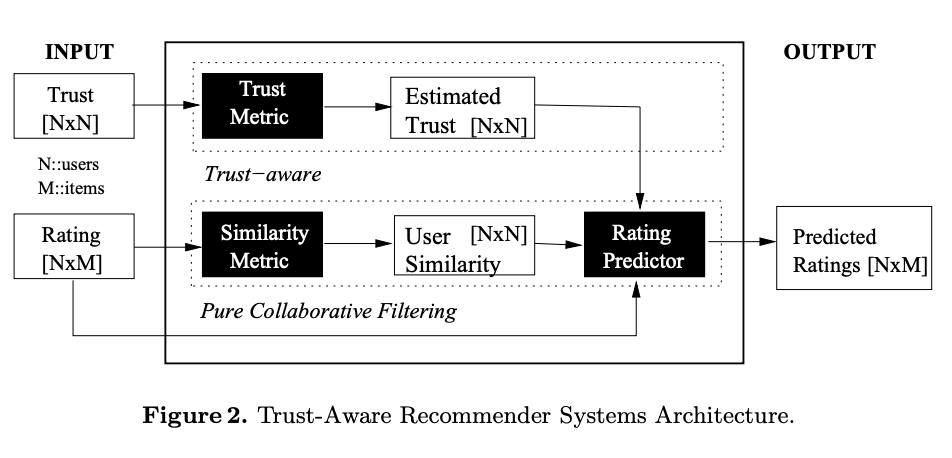 INPUT
OUTPUT
Trust
[NxN]
Trust
Metric
Estimated
Trust [NxN]
N::users
M::items
Trust−aware
Rating
[NxM]
Similarity
Metric
User [NxN]
Similarity
Rating
Predictor
Predicted
Ratings [NxM]
Pure Collaborative Filtering
Figure 2. Trust-Aware Recommender Systems Architecture.